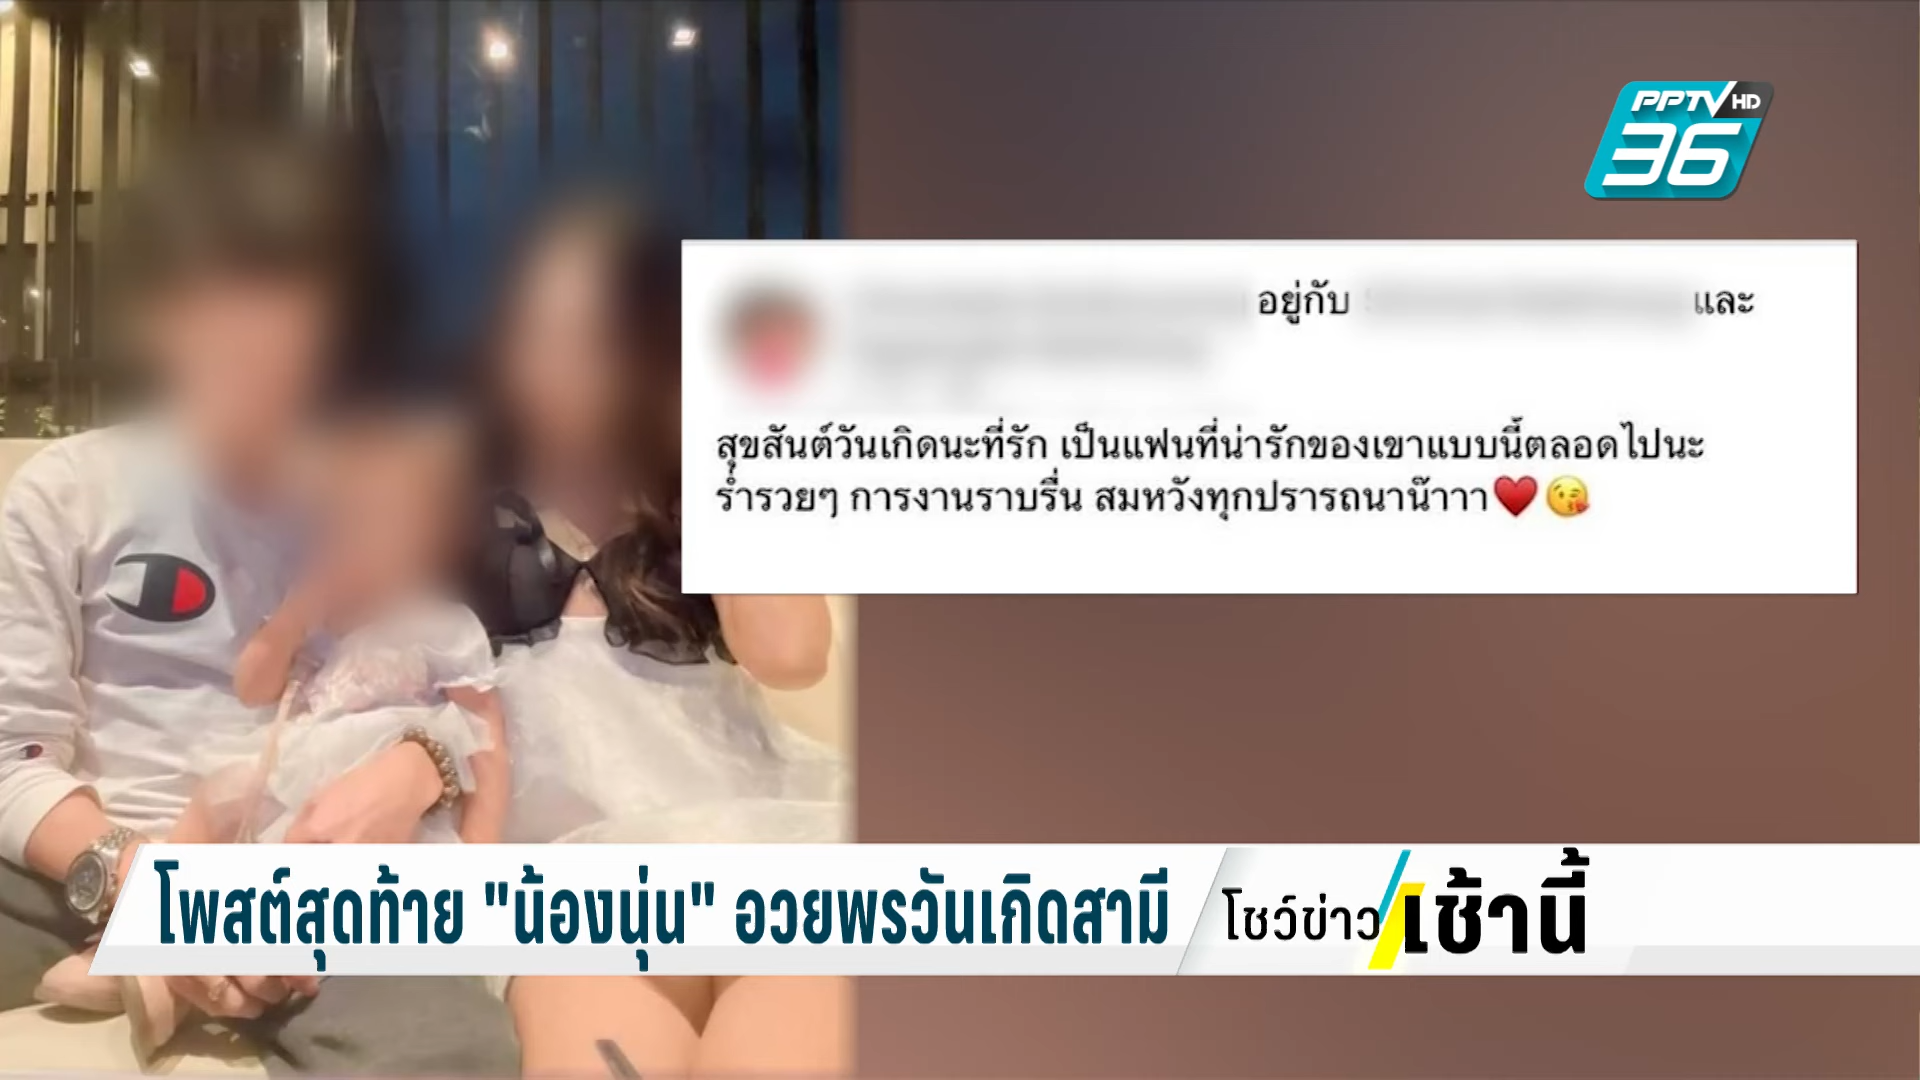 PPTV HD
36
อยู่กับ และ
สุขสันต์วันเกิดนะที่รัก เป็นแฟนที่น่ารักของเขาแบบนี้ตลอดไปนะ
ร่ำรวยๆ การงานราบรื่น สมหวังทุกปรารถนาน๊าาา❤️😘
โพสต์สุดท้าย "น้องนุ่น" อวยพรวันเกิดสามี
โชว์ข่าว เช้านี้